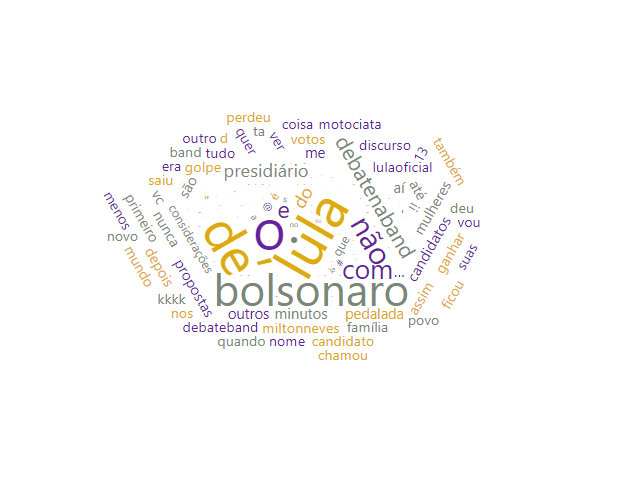 perdeu
coisa
motociata
outro
d
quer
ta
ver
votos
me
discurso
13
também
band
tudo
debatenaband
era
golpe
presidiário
lulaoficial
saiu
são
aí
até
!!
mulheres
menos
primeiro
vc
nunca
considerações
@
e
e
do
lula
não
deu
vou
novo
de
o
que
candidatos
ganhar
suas
mundo
depois
propostas
com
...
kkkk
bolsonaro
assim
ficou
nos
outros
minutos
pedalada
povo
debateband
miltonneves
família
quando
nome
candidato
chamou